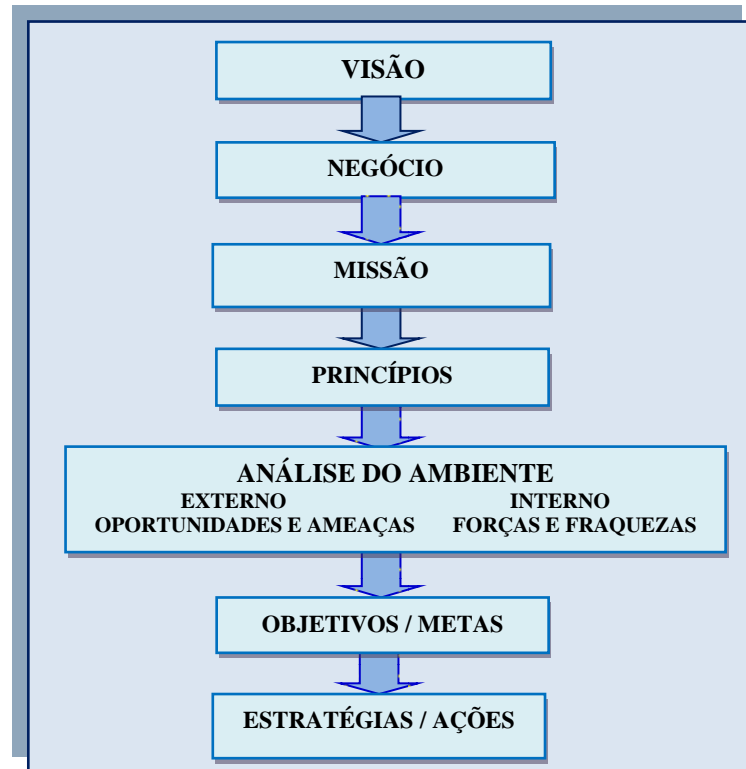 VISÃO
NEGÓCIO
MISSÃO
PRINCÍPIOS
ANÁLISE DO AMBIENTE
EXTERNO INTERNO
OPORTUNIDADES E AMEAÇAS FORÇAS E FRAQUEZAS
OBJETIVOS / METAS
ESTRATÉGIAS / AÇÕES